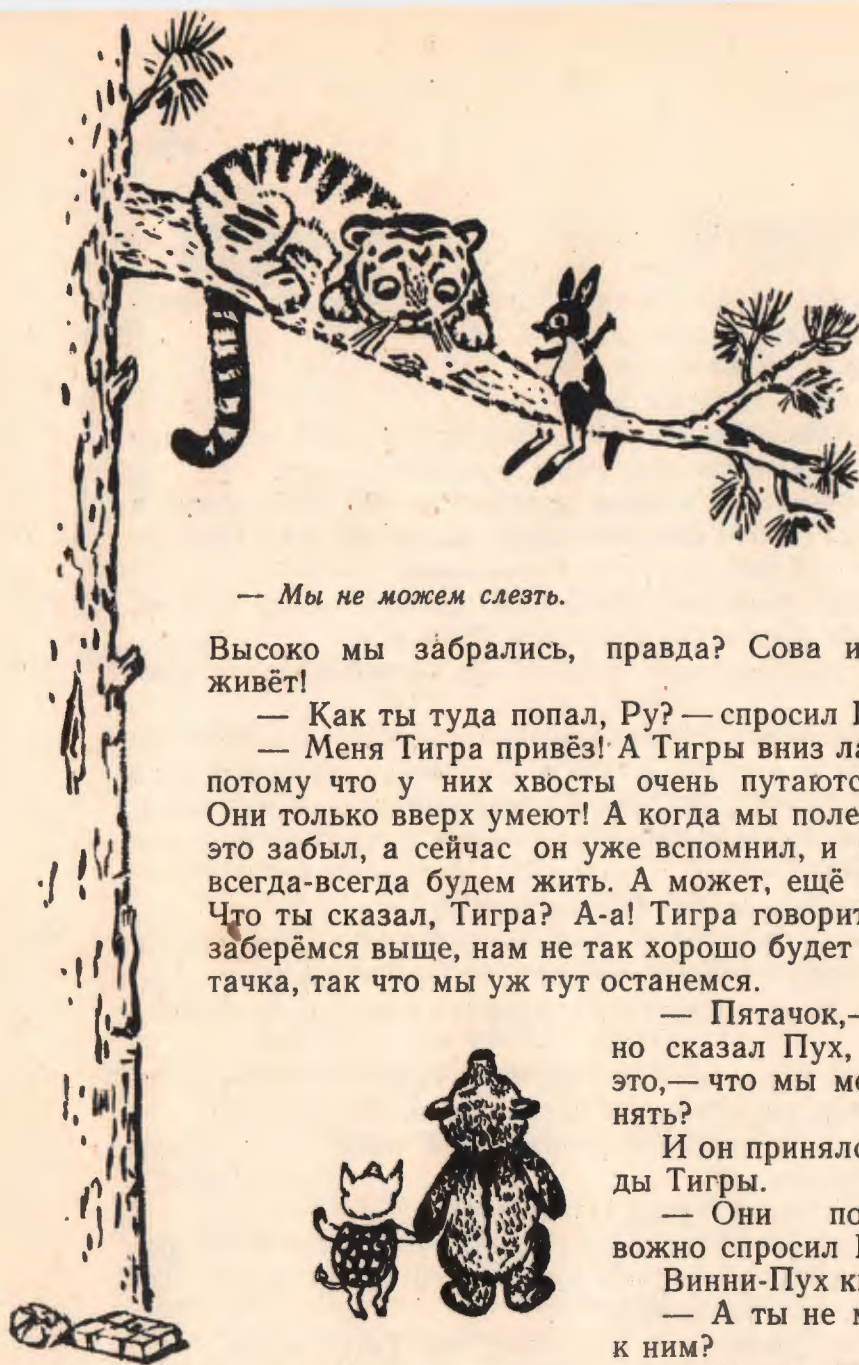 — Мы не можем слезть.
Высоко мы забрались, правда? Сова и
живёт!
— Как ты туда попал, Ру? — спросил
— Меня Тигра привёз! А Тигры вниз
потому что у них хвосты очень
Они только вверх умеют! А когда мы
это забыл, а сейчас он уже вспомнил, и
всегда-всегда будем жить. А может, ещё
Что ты сказал, Тигра? А-а! Тигра говорит
заберёмся выше, нам не так хорошо будет
тачка, так что мы уж тут останемся.
— Пятачок,—
но сказал Пух,
это,— что мы
нять?
И он
ды Тигры.
— Они
вожно спросил
Винни-Пух
— А ты не
к ним?